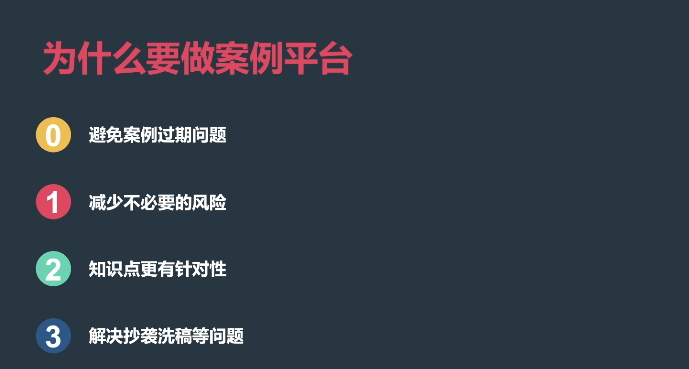 为什么要做案例平台
0 避免案例过期问题
1 减少不必要的风险
2 知识点更有针对性
3 解决抄袭洗稿等问题